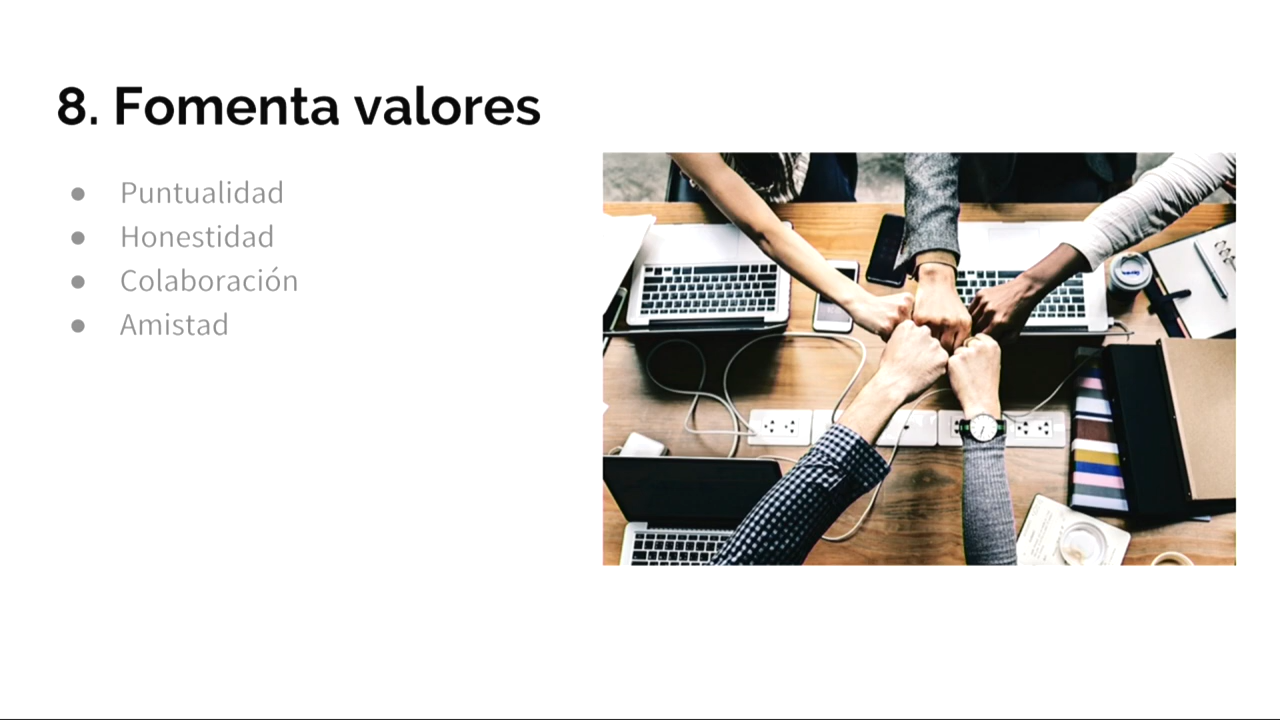 8. Fomenta valores
● Puntualidad
● Honestidad
● Colaboración
● Amistad